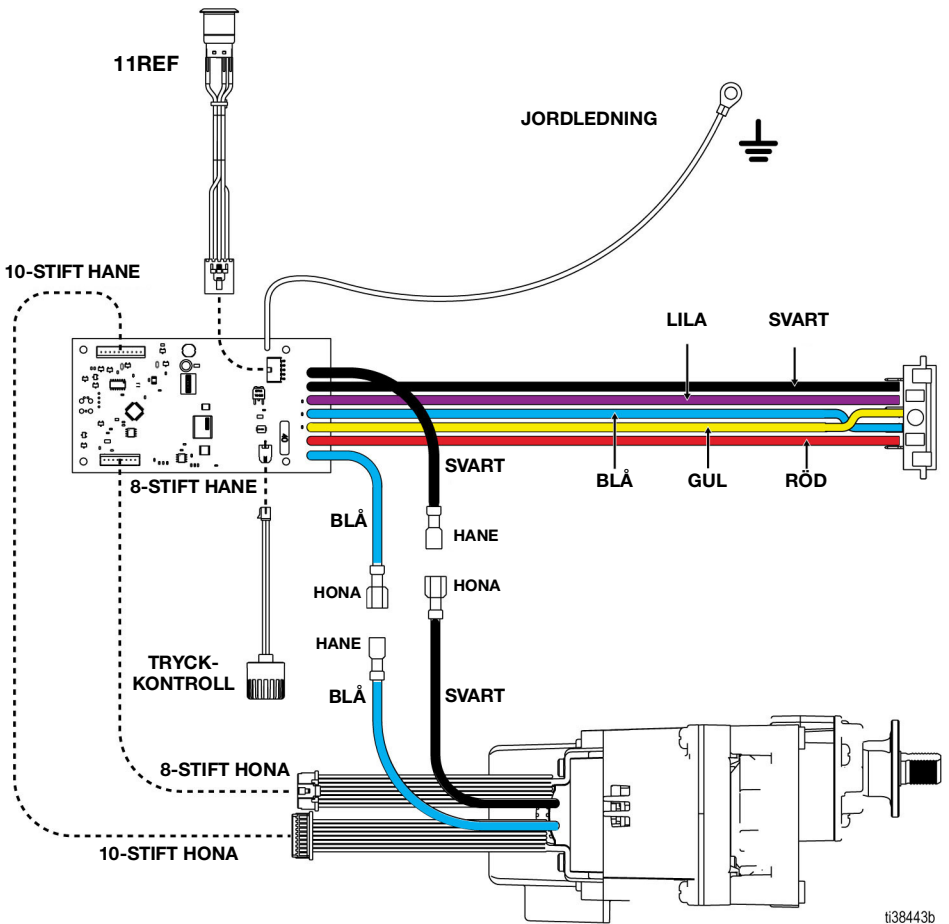 11REF
JORDLEDNING
10-STIFT HANE
LILA
SVART
BLÅ
GUL
RÖD
SVART
8-STIFT HANE
BLÅ
HANE
HONA
HONA
HANE
TRYCK-
KONTROLL
BLÅ
SVART
8-STIFT HONA
10-STIFT HONA
ti38443b